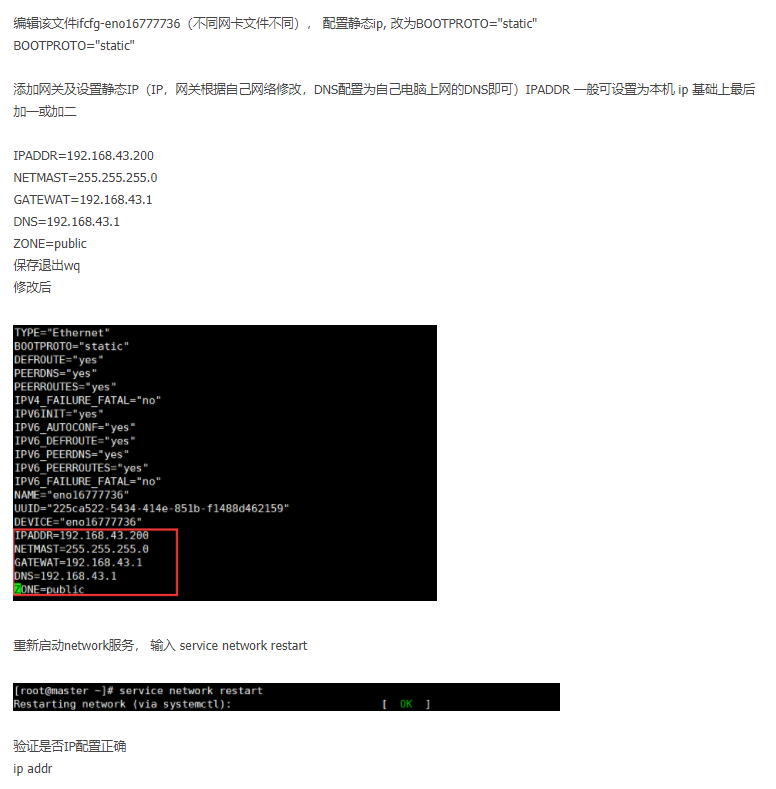 编辑该文件ifcfg-eno16777736（不同网卡文件不同）， 配置静态ip, 改为BOOTPROTO="static"
BOOTPROTO="static"
添加网关及设置静态IP（IP，网关根据自己网络修改，DNS配置为自己电脑上网的DNS即可）IPADDR 一般可设置为本机 ip 基础上最后
加一或加二
IPADDR=192.168.43.200
NETMAST=255.255.255.0
GATEWAT=192.168.43.1
DNS=192.168.43.1
ZONE=public
保存退出wq
修改后
TYPE="Ethernet"
BOOTPROTO="static"
DEFROUTE="yes"
PEERDNS="yes"
PEERROUTES="yes"
IPV4_FAILURE_FATAL="no"
IPV6INIT="yes"
IPV6_AUTOCONF="yes"
IPV6_DEFROUTE="yes"
IPV6_PEERDNS="yes"
IPV6_PEERROUTES="yes"
IPV6_FAILURE_FATAL="no"
NAME="eno16777736"
UUID="225ca522-5434-414e-851b-f1488d462159"
DEVICE="eno16777736"
IPADDR=192.168.43.200
NETMAST=255.255.255.0
GATEWAT=192.168.43.1
DNS=192.168.43.1
ZONE=public
重新启动network服务， 输入 service network restart
[root@master ~]# service network restart
Restarting network (via systemctl): [ OK ]
验证是否IP配置正确
ip addr